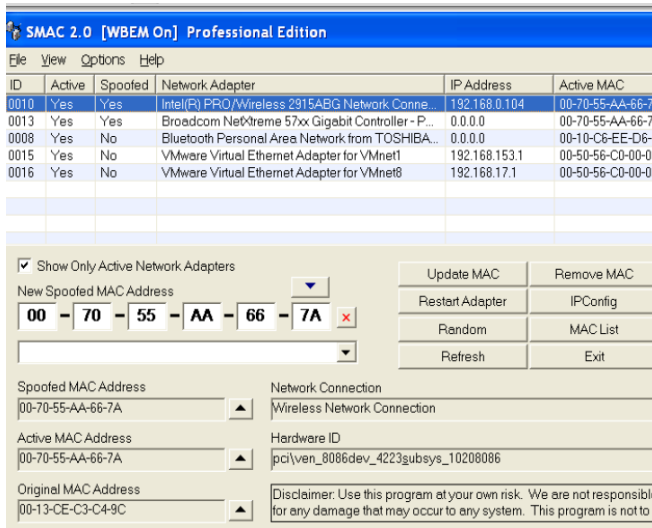 SMAC 2.0 [WBEM On] Professional Edition
File View Options Help
ID Active Spoofed Network Adapter IP Address Active MAC
0010 Yes Yes Intel(R) PRO/Wireless 2915ABG Network Conne... 192.168.0.104 00-70-55-AA-66-7
0013 Yes Yes Broadcom NetXtreme 57xx Gigabit Controller - P... 0.0.0.0 00-70-55-AA-66-7
0008 Yes No Bluetooth Personal Area Network from TOSHIBA... 0.0.0.0 00-10-C6-EE-D6-
0015 Yes No VMware Virtual Ethernet Adapter for VMnet1 192.168.153.1 00-50-56-C0-00-0
0016 Yes No VMware Virtual Ethernet Adapter for VMnet8 192.168.17.1 00-50-56-C0-00-0
Show Only Active Network Adapters
New Spoofed MAC Address
00 - 70 - 55 - AA - 66 - 7A x
Update MAC Remove MAC
Restart Adapter IPConfig
Random MAC List
Refresh Exit
Spoofed MAC Address
00-70-55-AA-66-7A
Network Connection
Wireless Network Connection
Active MAC Address
00-70-55-AA-66-7A
Hardware ID
pci\ven_8086dev_4223subsys_10208086
Original MAC Address
00-13-CE-C3-C4-9C
Disclaimer: Use this program at your own risk. We are not responsible
for any damage that may occur to any system. This program is not to